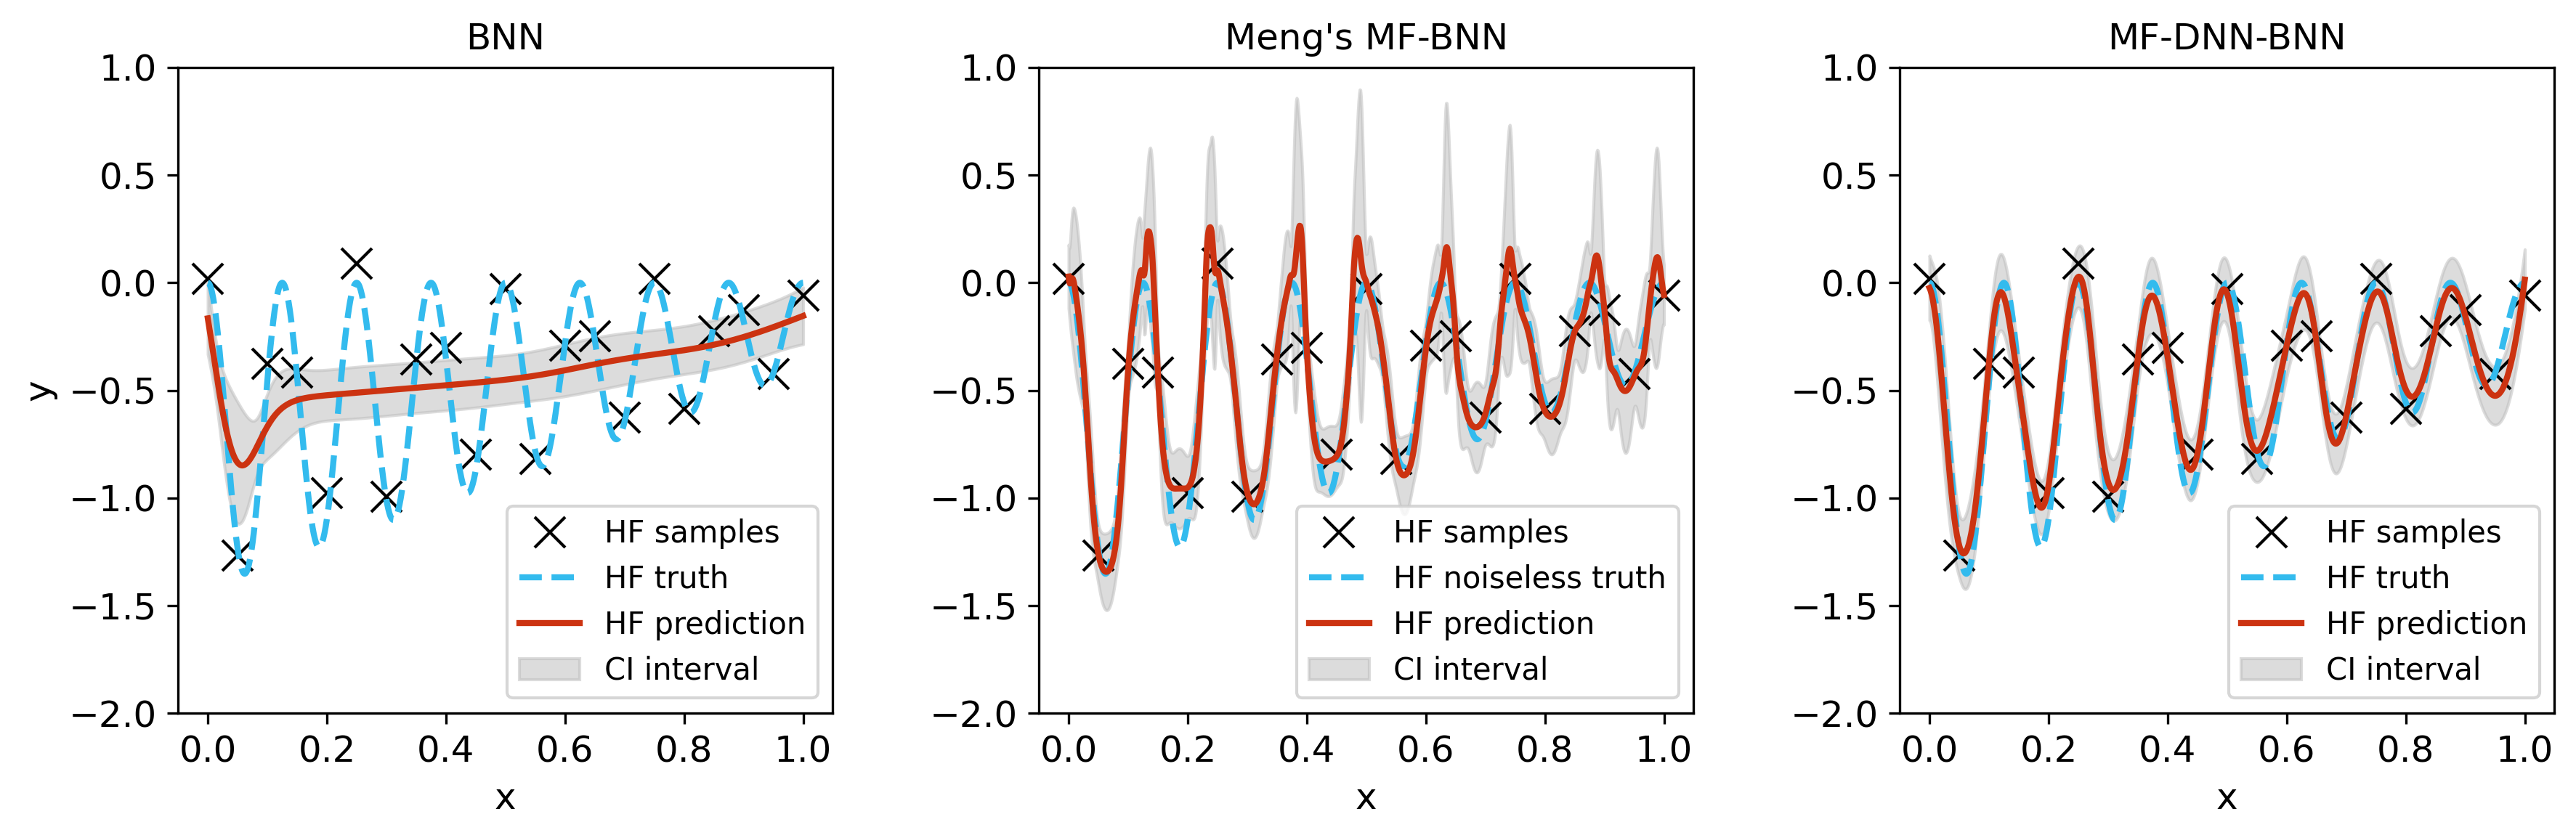 BNN
1.0
0.5
0.0
−0.5
−1.0
−1.5
−2.0
y
0.0 0.2 0.4 0.6 0.8 1.0
x
HF samples
HF truth
HF prediction
CI interval
Meng's MF-BNN
1.0
0.5
0.0
−0.5
−1.0
−1.5
−2.0
0.0 0.2 0.4 0.6 0.8 1.0
x
HF samples
HF noiseless truth
HF prediction
CI interval
MF-DNN-BNN
1.0
0.5
0.0
−0.5
−1.0
−1.5
−2.0
0.0 0.2 0.4 0.6 0.8 1.0
x
HF samples
HF truth
HF prediction
CI interval